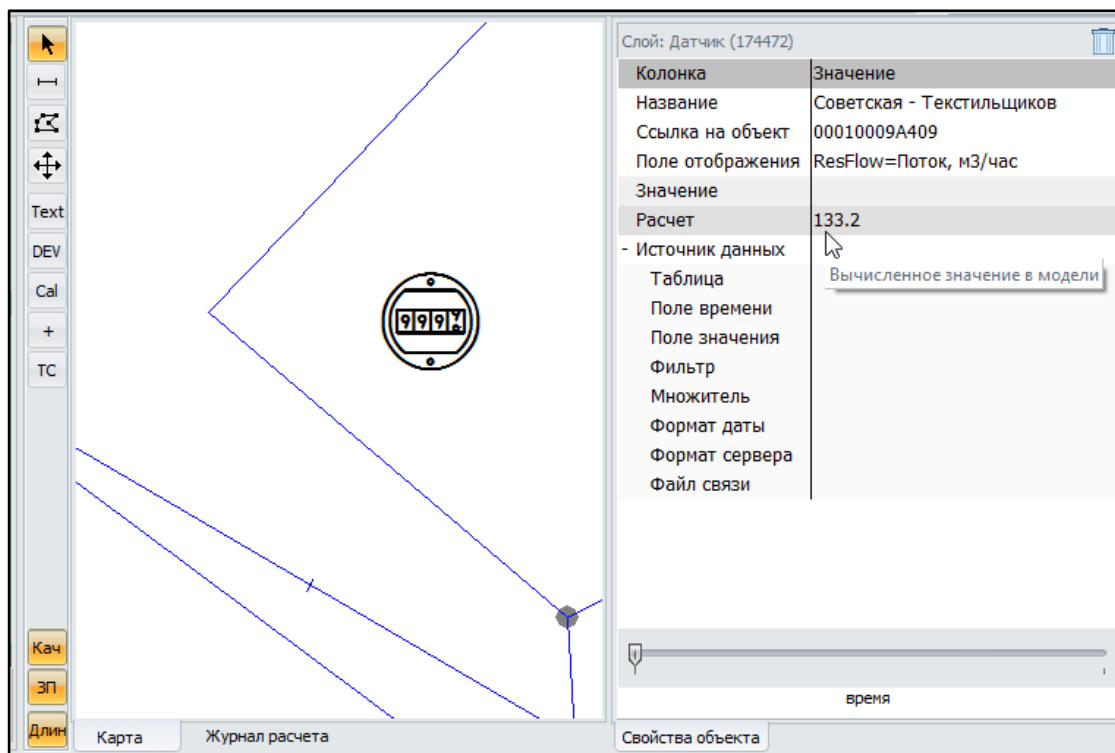 Text
DEV
Cal
+
TC
Кач
ЗП
Длин
999
Карта
Журнал расчета
Слой: Датчик (174472)
Колонка Значение
Название Советская - Текстильщиков
Ссылка на объект 00010009A409
Поле отображения ResFlow=Поток, м3/час
Значение
Расчет 133.2
- Источник данных
Вычисленное значение в модели
Таблица
Поле времени
Поле значения
Фильтр
Множитель
Формат даты
Формат сервера
Файл связи
время
Свойства объекта